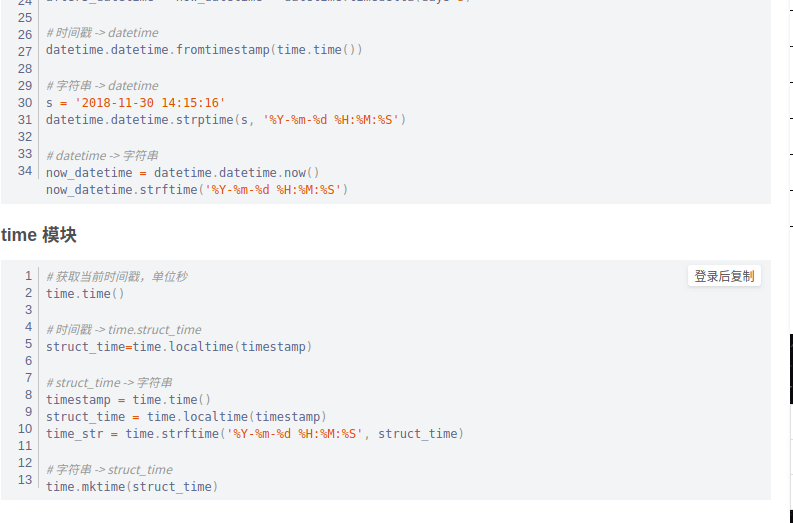 24
25
26 # 时间戳 -> datetime
27 datetime.datetime.fromtimestamp(time.time())
28
29 # 字符串 -> datetime
30 s = '2018-11-30 14:15:16'
31 datetime.datetime.strptime(s, '%Y-%m-%d %H:%M:%S')
32
33 # datetime -> 字符串
34 now_datetime = datetime.datetime.now()
now_datetime.strftime('%Y-%m-%d %H:%M:%S')
time 模块
登录后复制
1 # 获取当前时间戳，单位秒
2 time.time()
3
4 # 时间戳 -> time.struct_time
5 struct_time=time.localtime(timestamp)
6
7 # struct_time -> 字符串
8 timestamp = time.time()
9 struct_time = time.localtime(timestamp)
10 time_str = time.strftime('%Y-%m-%d %H:%M:%S', struct_time)
11
12 # 字符串 -> struct_time
13 time.mktime(struct_time)